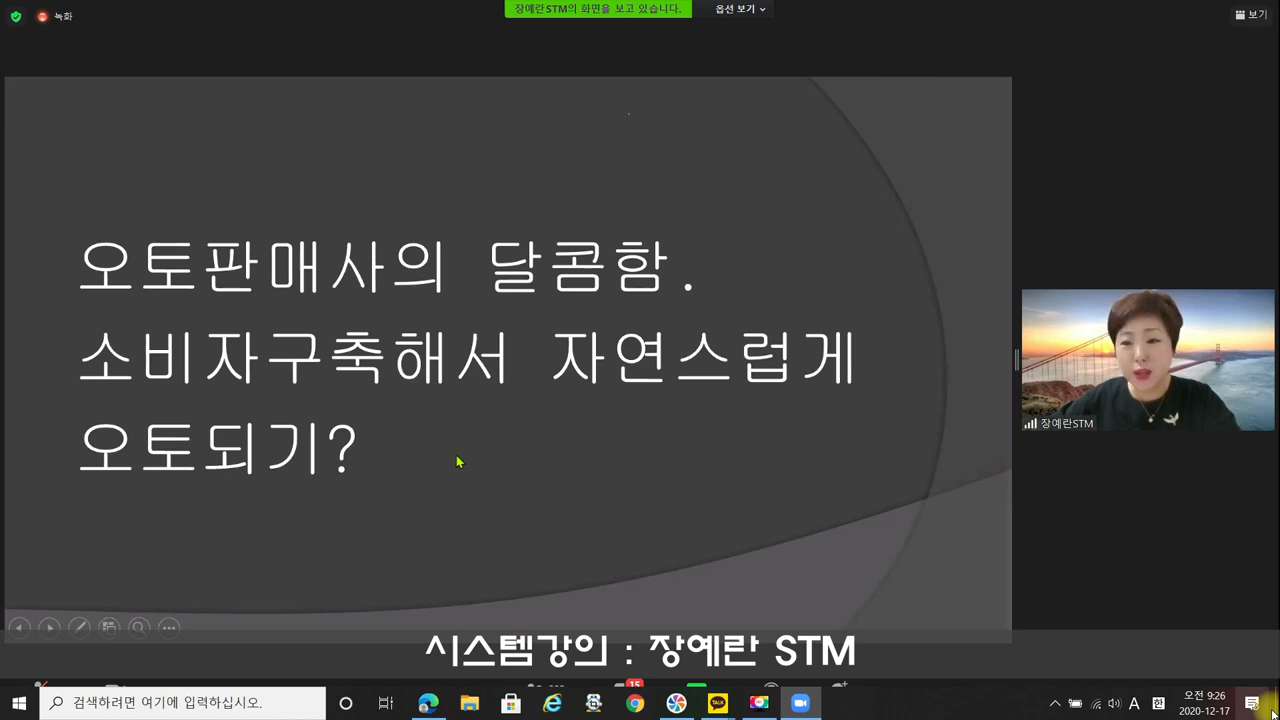 녹화
장예란STM의 화면을 보고 있습니다.
옵션 보기
보기
오토판매사의 달콤함.
소비자구축해서 자연스럽게
오토되기?
장예란STM
시스템강의 : 장예란 STM
15
검색하려면 여기에 입력하십시오.
TALK
A
한
오전 9:26
2020-12-17